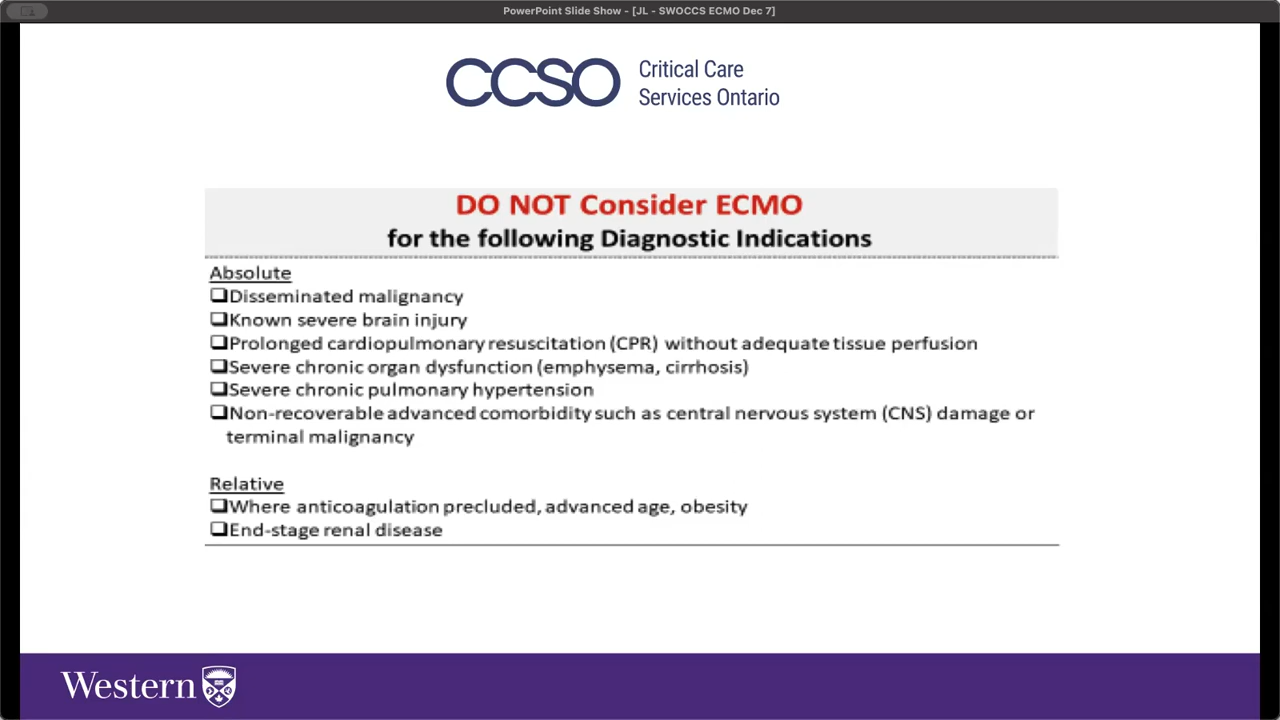 PowerPoint Slide Show - [JL - SWOCCS ECMO Dec 7]
CCSO
Critical Care
Services Ontario
DO NOT Consider ECMO
for the following Diagnostic Indications
Absolute
❑Disseminated malignancy
❑Known severe brain injury
❑Prolonged cardiopulmonary resuscitation (CPR) without adequate tissue perfusion
❑Severe chronic organ dysfunction (emphysema, cirrhosis)
❑Severe chronic pulmonary hypertension
❑Non-recoverable advanced comorbidity such as central nervous system (CNS) damage or
terminal malignancy
Relative
❑Where anticoagulation precluded, advanced age, obesity
❑End-stage renal disease
Western